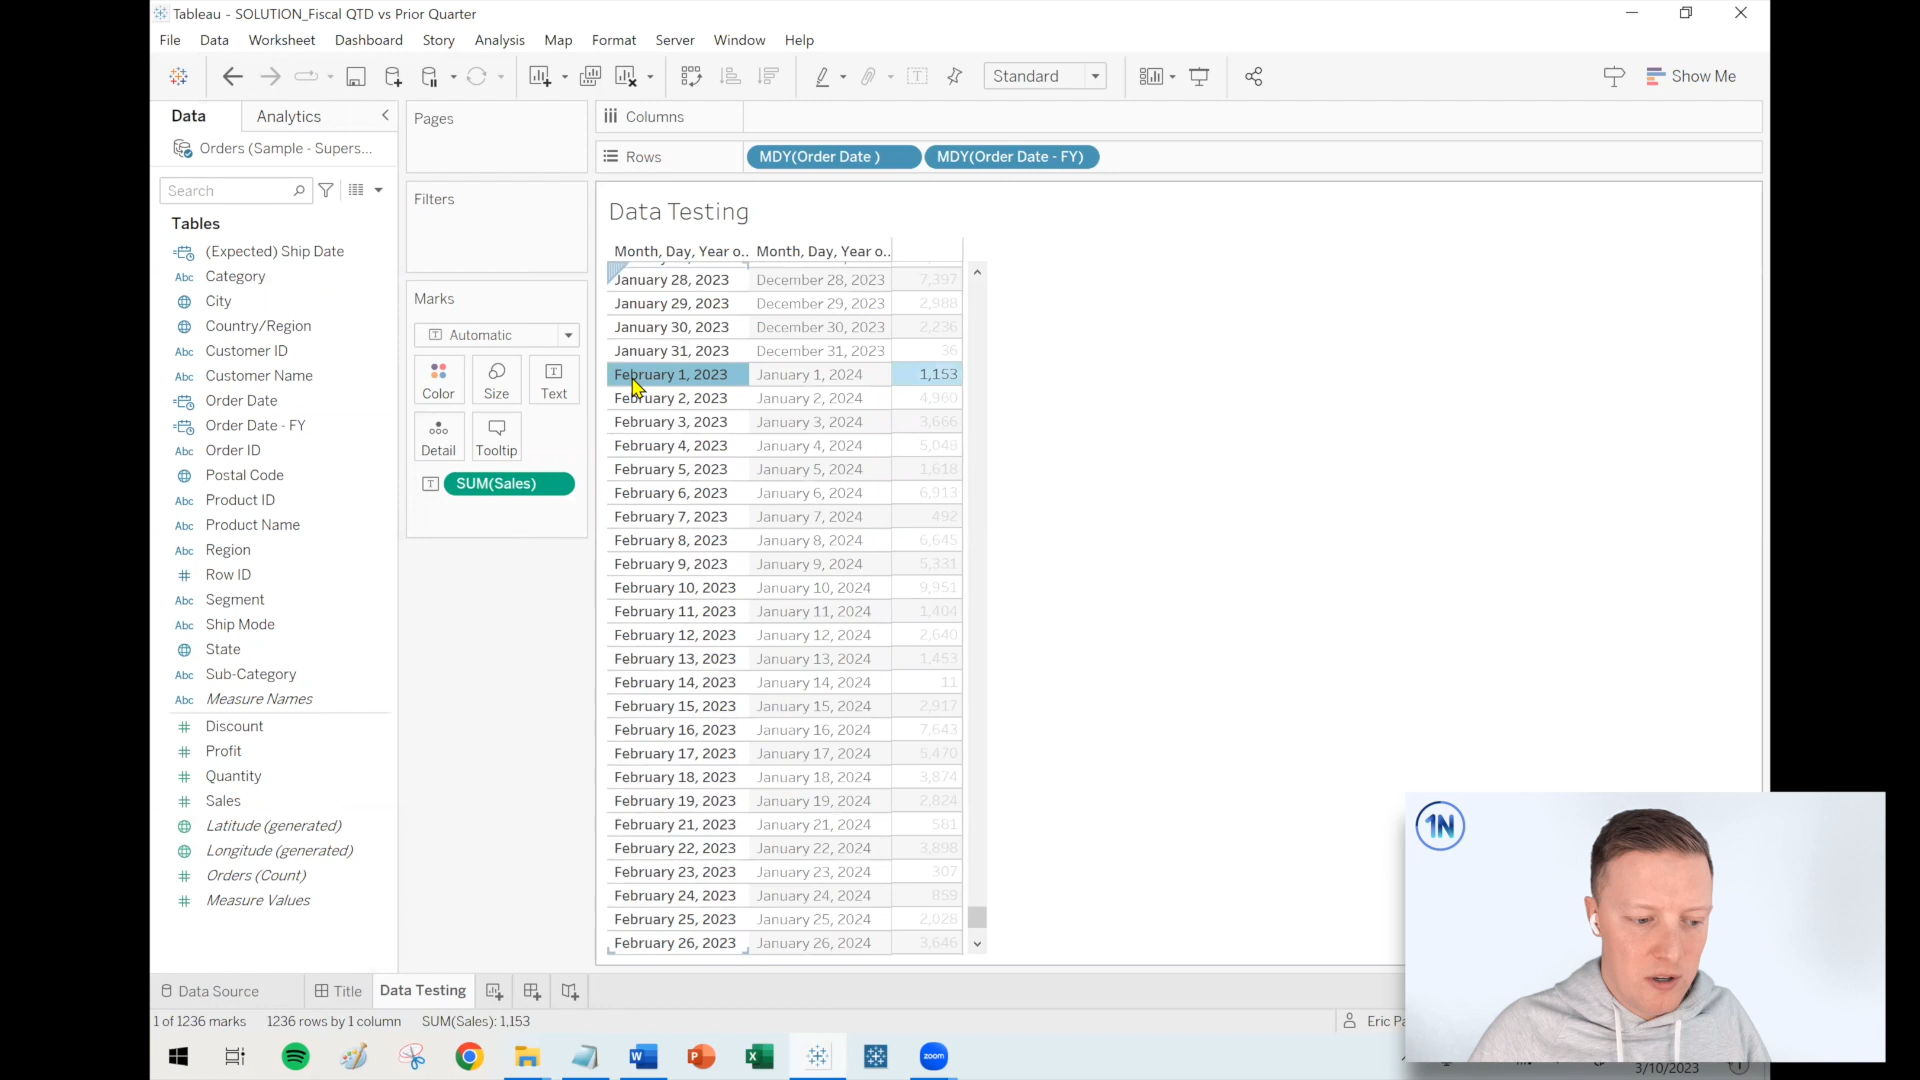 Tableau - SOLUTION_Fiscal QTD vs Prior Quarter
File Data Worksheet Dashboard Story Analysis Map Format Server Window Help
Standard
Show Me
Data Analytics
Orders (Sample - Supers...
Search
Tables
(Expected) Ship Date
Abc Category
City
Country/Region
Abc Customer ID
Abc Customer Name
Order Date
Order Date - FY
Abc Order ID
Postal Code
Abc Product ID
Abc Product Name
Abc Region
Row ID
Abc Segment
Abc Ship Mode
State
Abc Sub-Category
Abc Measure Names
Discount
Profit
Quantity
Sales
Latitude (generated)
Longitude (generated)
Orders (Count)
Measure Values
Pages
Filters
Marks
Automatic
Color Size Text
Detail Tooltip
SUM(Sales)
Columns
Rows MDY(Order Date ) MDY(Order Date - FY)
Data Testing
Month, Day, Year o.. Month, Day, Year o..
January 28, 2023 December 28, 2023 7,397
January 29, 2023 December 29, 2023 2,988
January 30, 2023 December 30, 2023 2,236
January 31, 2023 December 31, 2023 36
February 1, 2023 January 1, 2024 1,153
February 2, 2023 January 2, 2024 4,960
February 3, 2023 January 3, 2024 3,666
February 4, 2023 January 4, 2024 5,048
February 5, 2023 January 5, 2024 1,618
February 6, 2023 January 6, 2024 6,913
February 7, 2023 January 7, 2024 492
February 8, 2023 January 8, 2024 6,645
February 9, 2023 January 9, 2024 5,331
February 10, 2023 January 10, 2024 9,951
February 11, 2023 January 11, 2024 1,404
February 12, 2023 January 12, 2024 2,640
February 13, 2023 January 13, 2024 1,453
February 14, 2023 January 14, 2024 11
February 15, 2023 January 15, 2024 2,917
February 16, 2023 January 16, 2024 7,643
February 17, 2023 January 17, 2024 5,470
February 18, 2023 January 18, 2024 3,874
February 19, 2023 January 19, 2024 2,824
February 21, 2023 January 21, 2024 581
February 22, 2023 January 22, 2024 3,898
February 23, 2023 January 23, 2024 307
February 24, 2023 January 24, 2024 859
February 25, 2023 January 25, 2024 2,028
February 26, 2023 January 26, 2024 3,646
1N
Data Source Title Data Testing
1 of 1236 marks 1236 rows by 1 column SUM(Sales): 1,153
Eric Pa
zoom
3/10/2023